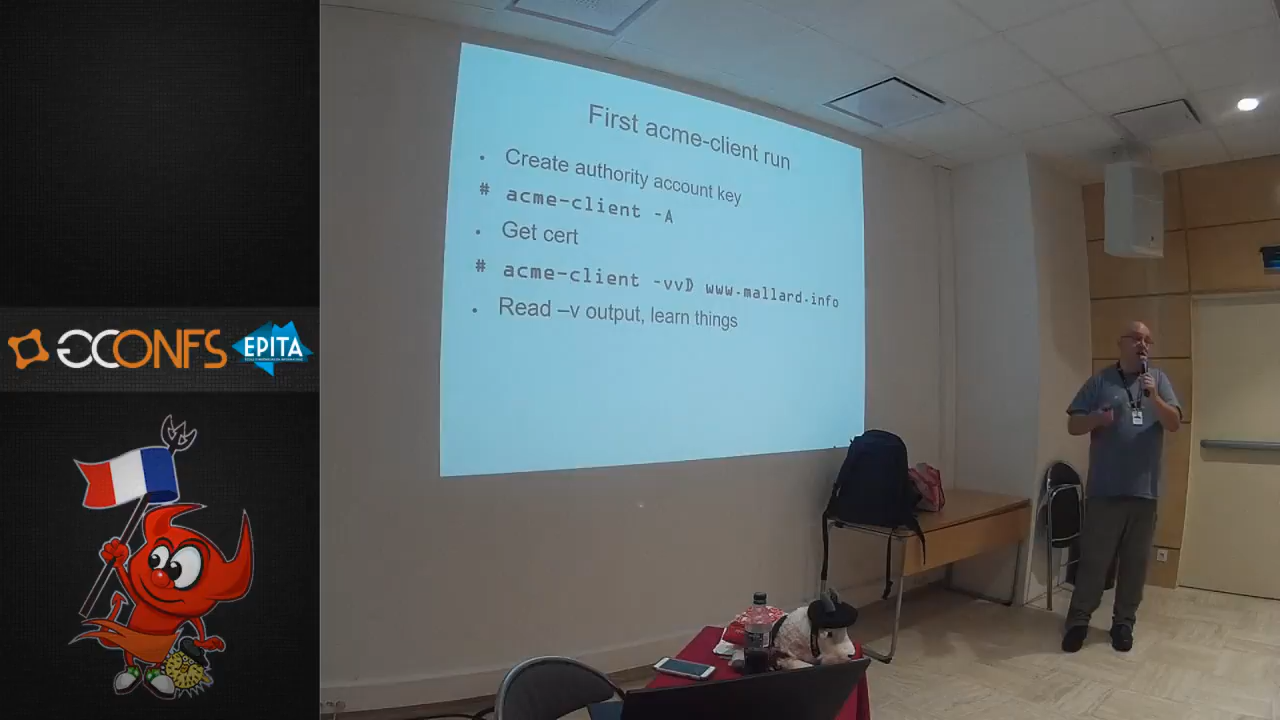 First acme-client run
• Create authority account key
# acme-client -A
• Get cert
# acme-client -vvD www.mallard.info
• Read –v output, learn things
GCONFS
EPITA